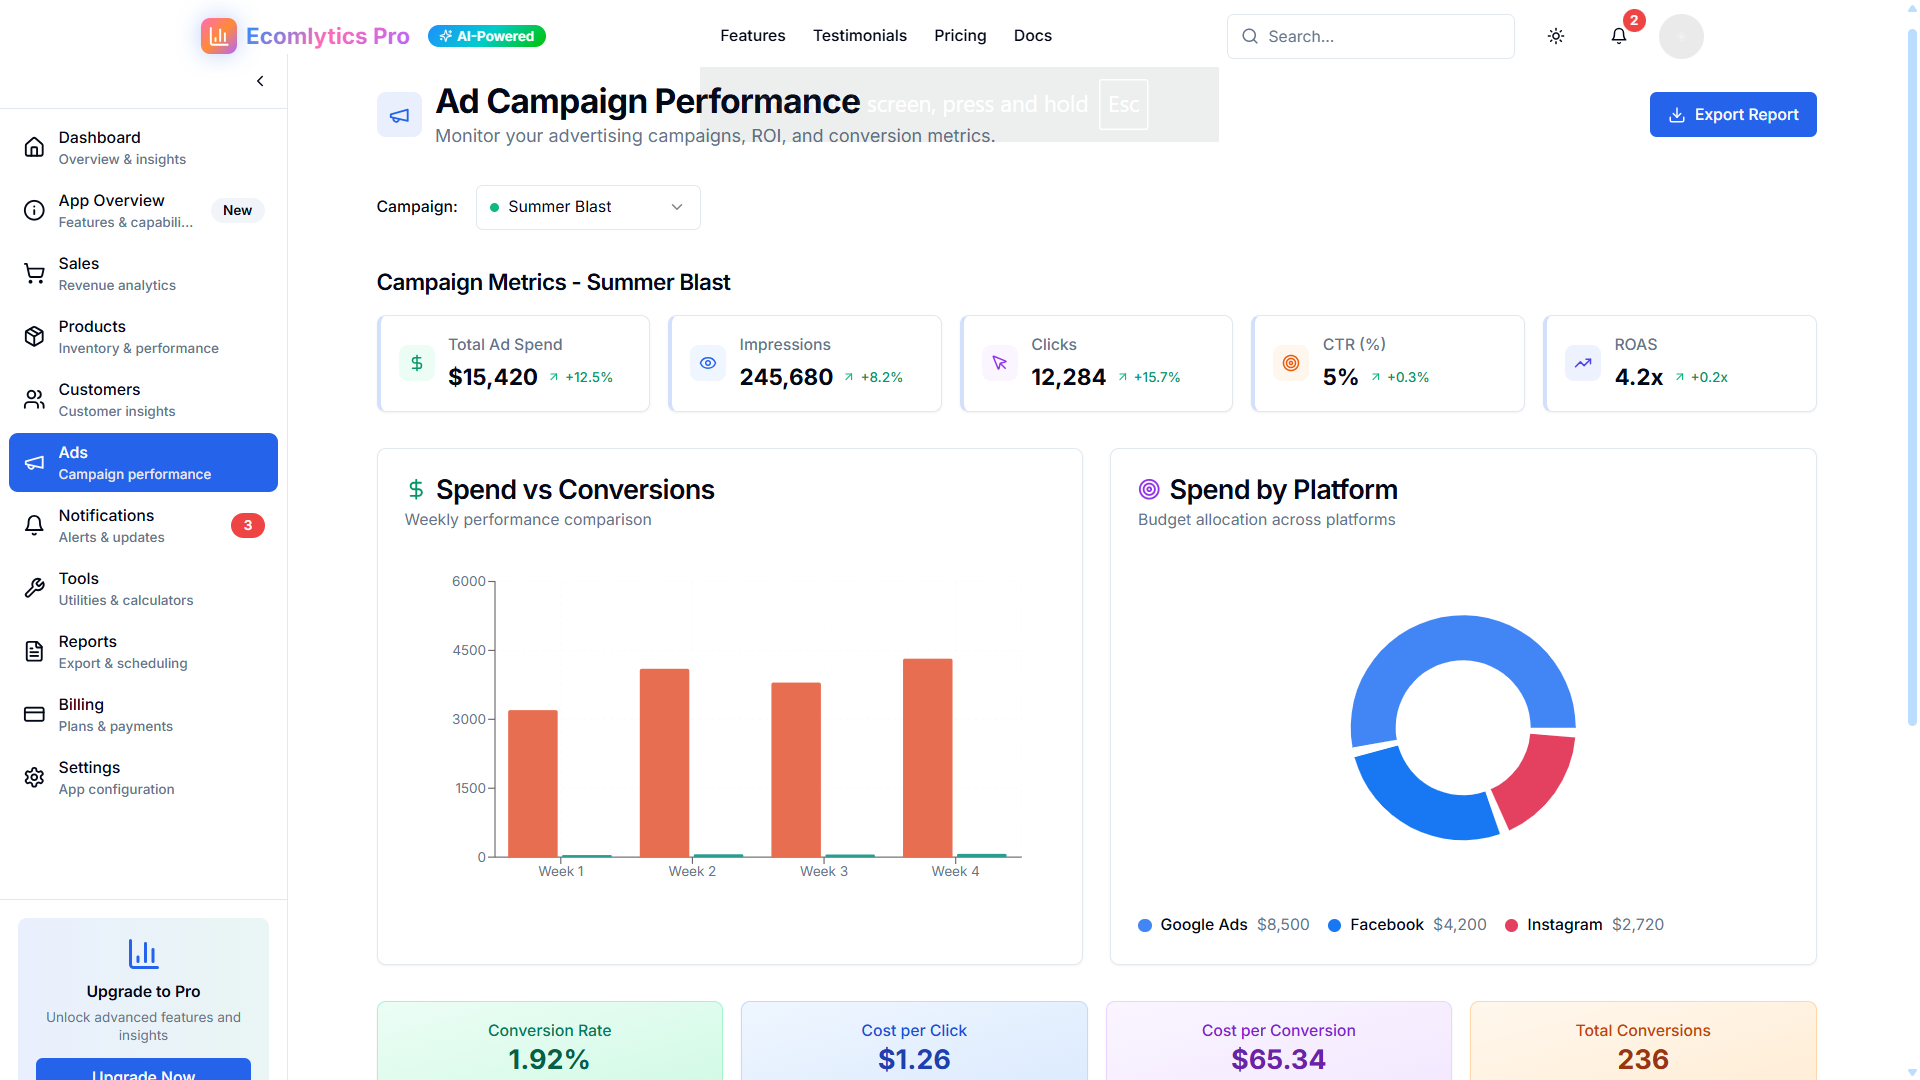 Ecomlytics Pro
AI-Powered
Features
Testimonials
Pricing
Docs
Search...
2
Dashboard
Overview & insights
App Overview
Features & capabili...
New
Sales
Revenue analytics
Products
Inventory & performance
Customers
Customer insights
Ads
Campaign performance
Notifications
Alerts & updates
3
Tools
Utilities & calculators
Reports
Export & scheduling
Billing
Plans & payments
Settings
App configuration
Upgrade to Pro
Unlock advanced features and
insights
Upgrade Now
Ad Campaign Performance
screen, press and hold Esc
Monitor your advertising campaigns, ROI, and conversion metrics.
Export Report
Campaign:
Summer Blast
Campaign Metrics - Summer Blast
Total Ad Spend
$15,420 +12.5%
Impressions
245,680 +8.2%
Clicks
12,284 +15.7%
CTR (%)
5% +0.3%
ROAS
4.2x +0.2x
Spend vs Conversions
Weekly performance comparison
6000
4500
3000
1500
0
Week 1
Week 2
Week 3
Week 4
Spend by Platform
Budget allocation across platforms
Google Ads $8,500
Facebook $4,200
Instagram $2,720
Conversion Rate
1.92%
Cost per Click
$1.26
Cost per Conversion
$65.34
Total Conversions
236